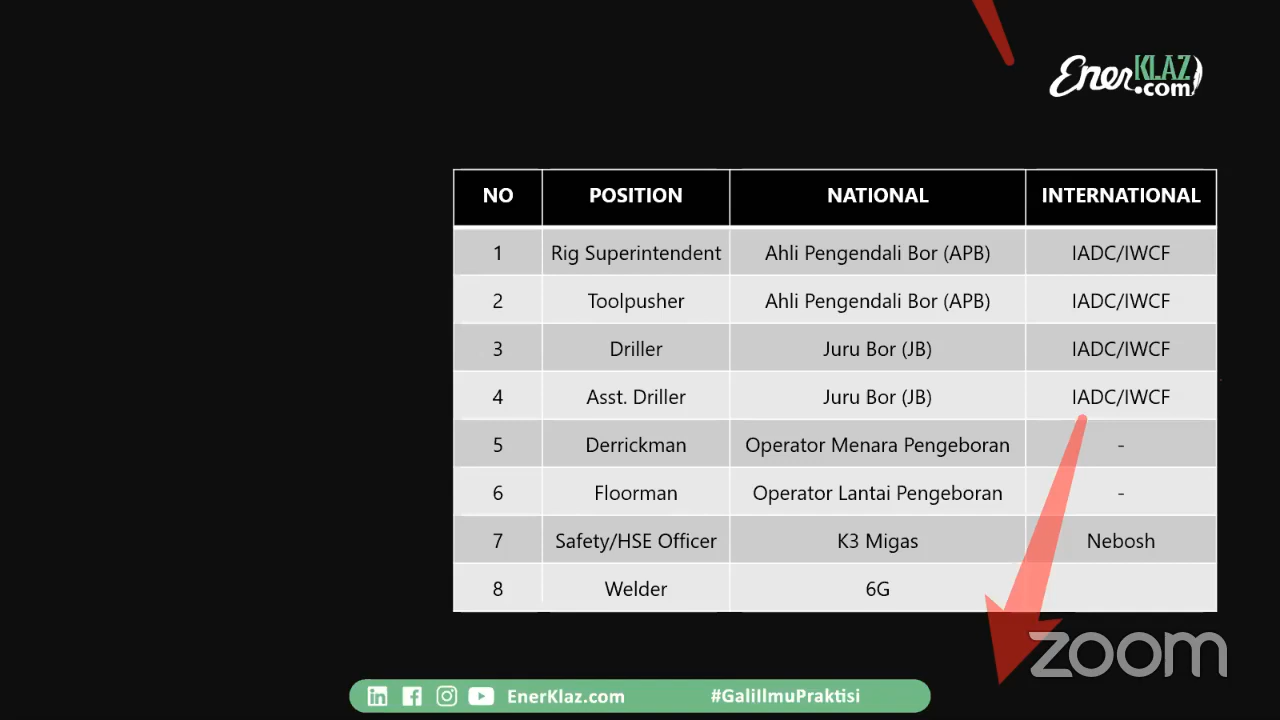 EnerKLAZ
.com
NO POSITION NATIONAL INTERNATIONAL
1 Rig Superintendent Ahli Pengendali Bor (APB) IADC/IWCF
2 Toolpusher Ahli Pengendali Bor (APB) IADC/IWCF
3 Driller Juru Bor (JB) IADC/IWCF
4 Asst. Driller Juru Bor (JB) IADC/IWCF
5 Derrickman Operator Menara Pengeboran -
6 Floorman Operator Lantai Pengeboran -
7 Safety/HSE Officer K3 Migas Nebosh
8 Welder 6G
zoom
in EnerKlaz.com #GaliIlmuPraktisi